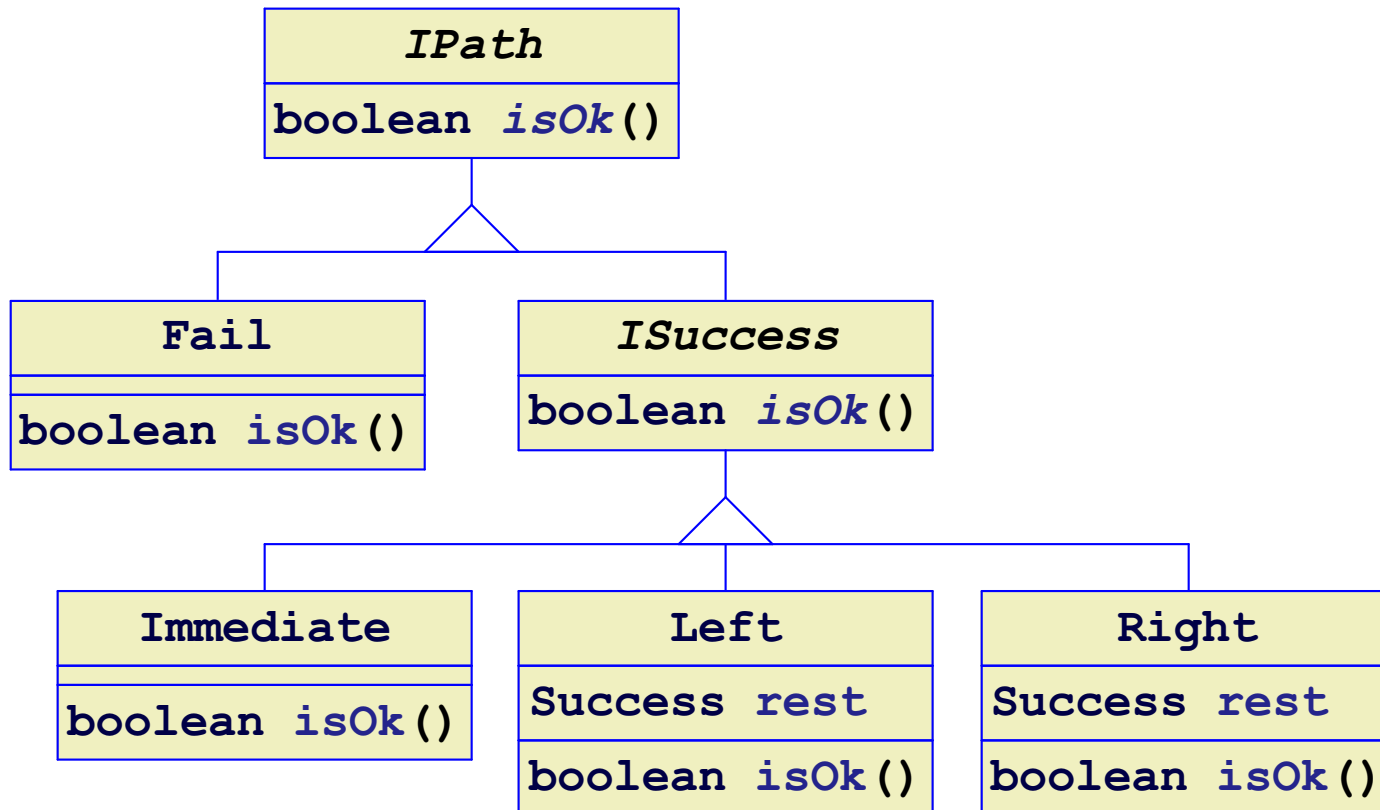 IPath
boolean isOk()
Fail
boolean isOk()
ISuccess
boolean isOk()
Immediate
boolean isOk()
Left
Success rest
boolean isOk()
Right
Success rest
boolean isOk()